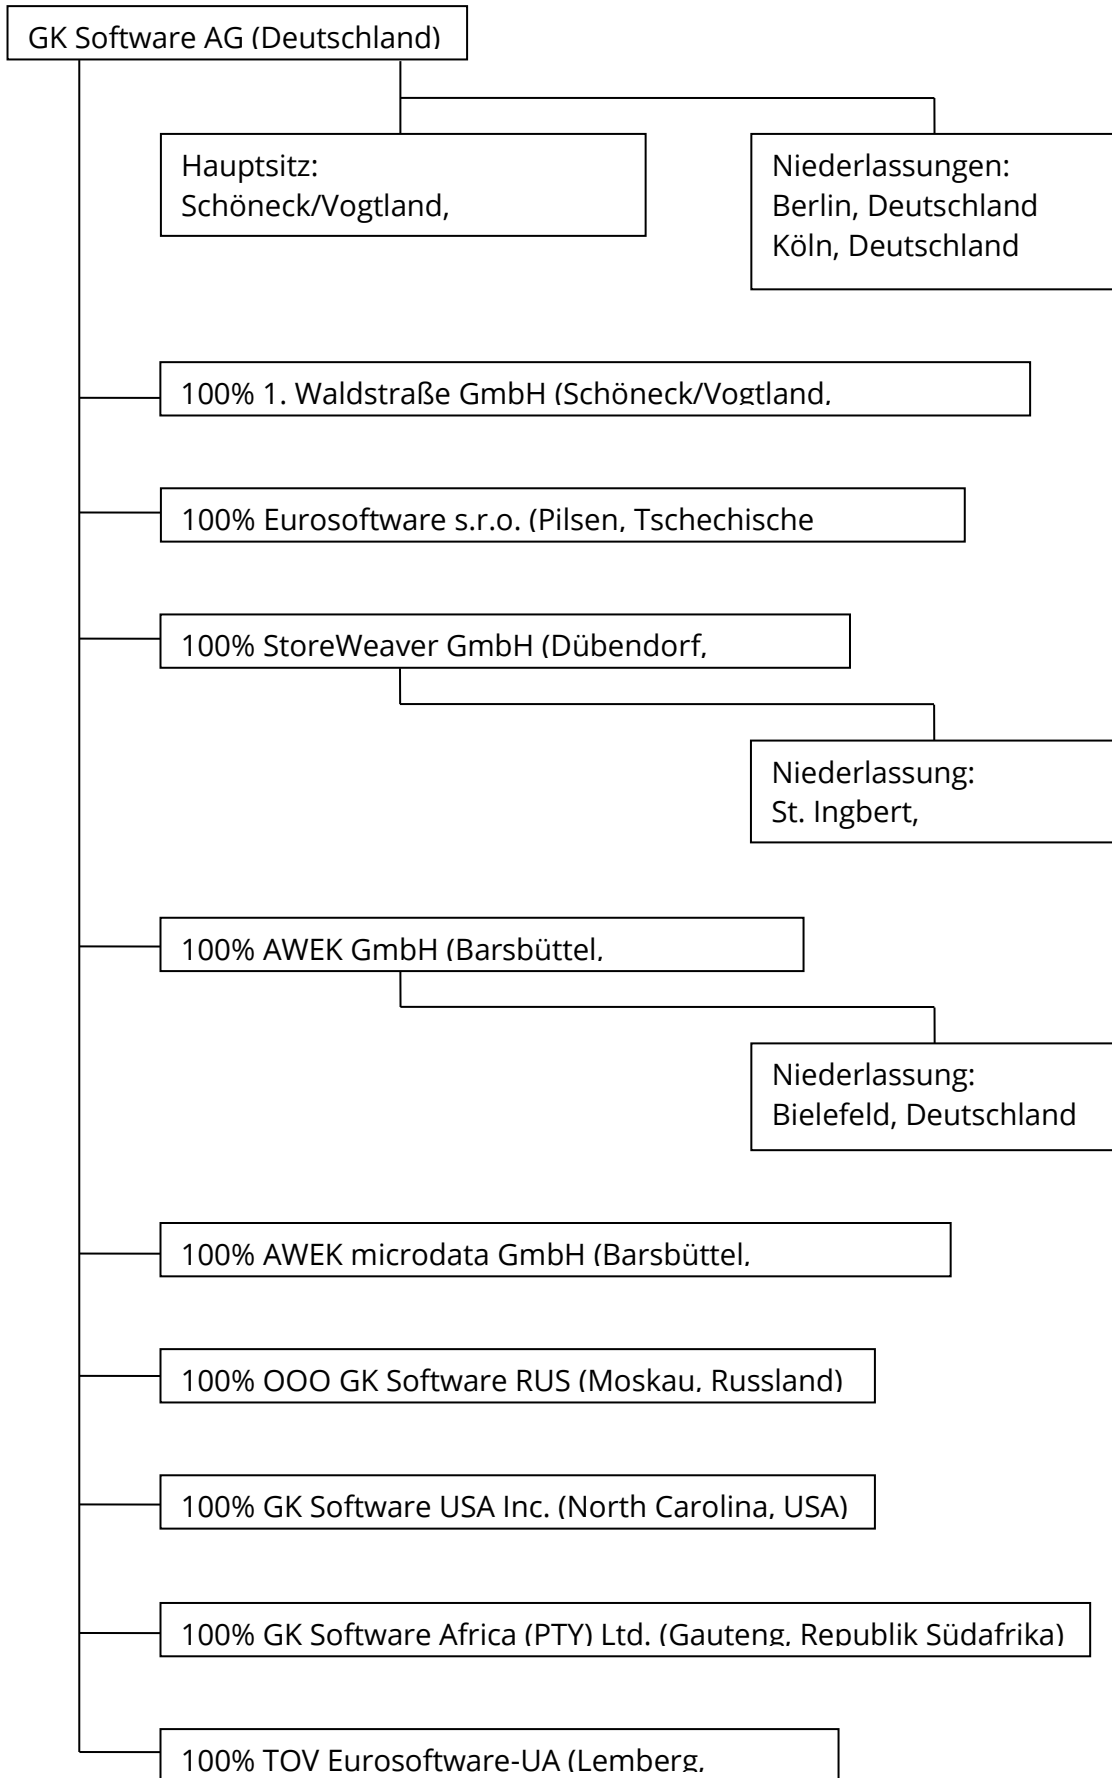 GK Software AG (Deutschland)
Hauptsitz:
Schöneck/Vogtland,
Niederlassungen:
Berlin, Deutschland
Köln, Deutschland
100% 1. Waldstraße GmbH (Schöneck/Vogtland,
100% Eurosoftware s.r.o. (Pilsen, Tschechische
100% StoreWeaver GmbH (Dübendorf,
Niederlassung:
St. Ingbert,
100% AWEK GmbH (Barsbüttel,
Niederlassung:
Bielefeld, Deutschland
100% AWEK microdata GmbH (Barsbüttel,
100% OOO GK Software RUS (Moskau, Russland)
100% GK Software USA Inc. (North Carolina, USA)
100% GK Software Africa (PTY) Ltd. (Gauteng, Republik Südafrika)
100% TOV Eurosoftware-UA (Lemberg,